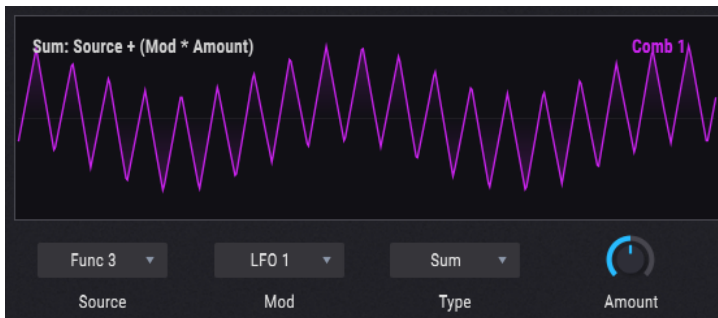 Sum: Source + (Mod * Amount) Comb 1
Func 3 LFO 1 Sum
Source Mod Type Amount